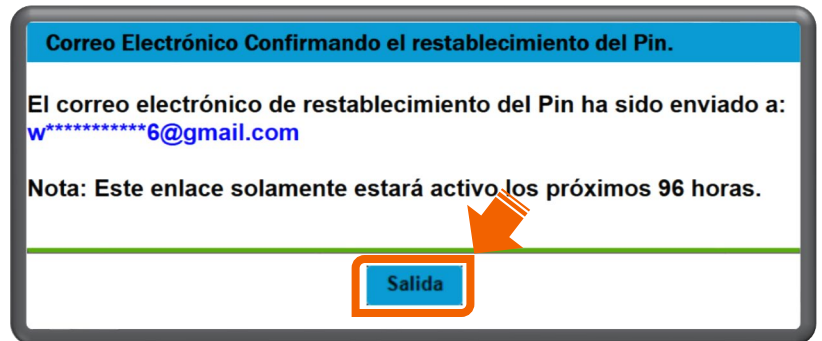 Correo Electrónico Confirmando el restablecimiento del Pin.
El correo electrónico de restablecimiento del Pin ha sido enviado a:
w***********6@gmail.com
Nota: Este enlace solamente estará activo los próximos 96 horas.
Salida